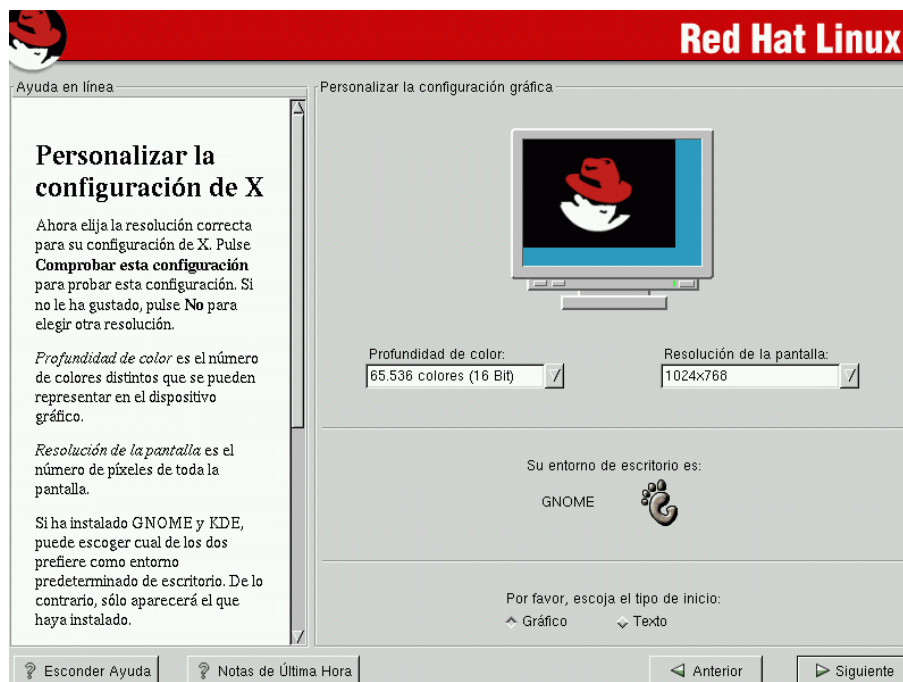 Red Hat Linux
Ayuda en línea
Personalizar la
configuración de X
Ahora elija la resolución correcta
para su configuración de X. Pulse
Comprobar esta configuración
para probar esta configuración. Si
no le ha gustado, pulse No para
elegir otra resolución.
Profundidad de color es el número
de colores distintos que se pueden
representar en el dispositivo
gráfico.
Resolución de la pantalla es el
número de píxeles de toda la
pantalla.
Si ha instalado GNOME y KDE,
puede escoger cual de los dos
prefiere como entorno
predeterminado de escritorio. De lo
contrario, sólo aparecerá el que
haya instalado.
Personalizar la configuración gráfica
Profundidad de color:
65.536 colores (16 Bit)
Resolución de la pantalla:
1024x768
Su entorno de escritorio es:
GNOME
Por favor, escoja el tipo de inicio:
Gráfico
Texto
Esconder Ayuda
Notas de Última Hora
Anterior
Siguiente